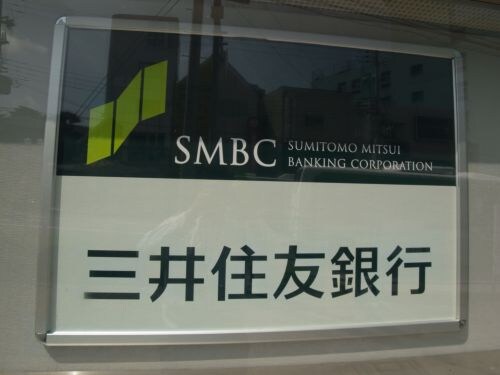 SMBC
SUMITOMO MITSUI
BANKING CORPORATION
三井住友銀行